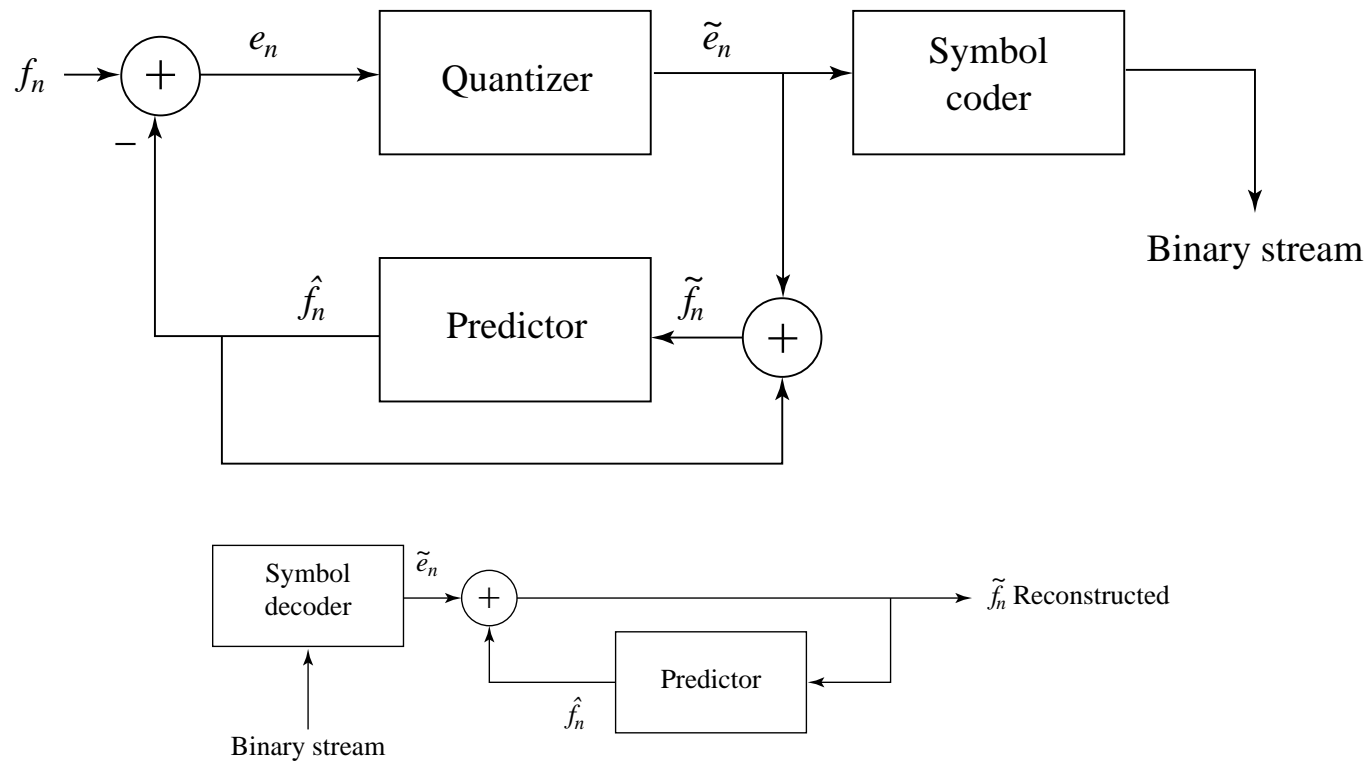 fₙ
+
eₙ
Quantizer
ẽₙ
Symbol
coder
−
Binary stream
f̂ₙ
Predictor
f̃ₙ
+
Symbol
decoder
ẽₙ
+
f̃ₙ Reconstructed
Predictor
f̂ₙ
Binary stream